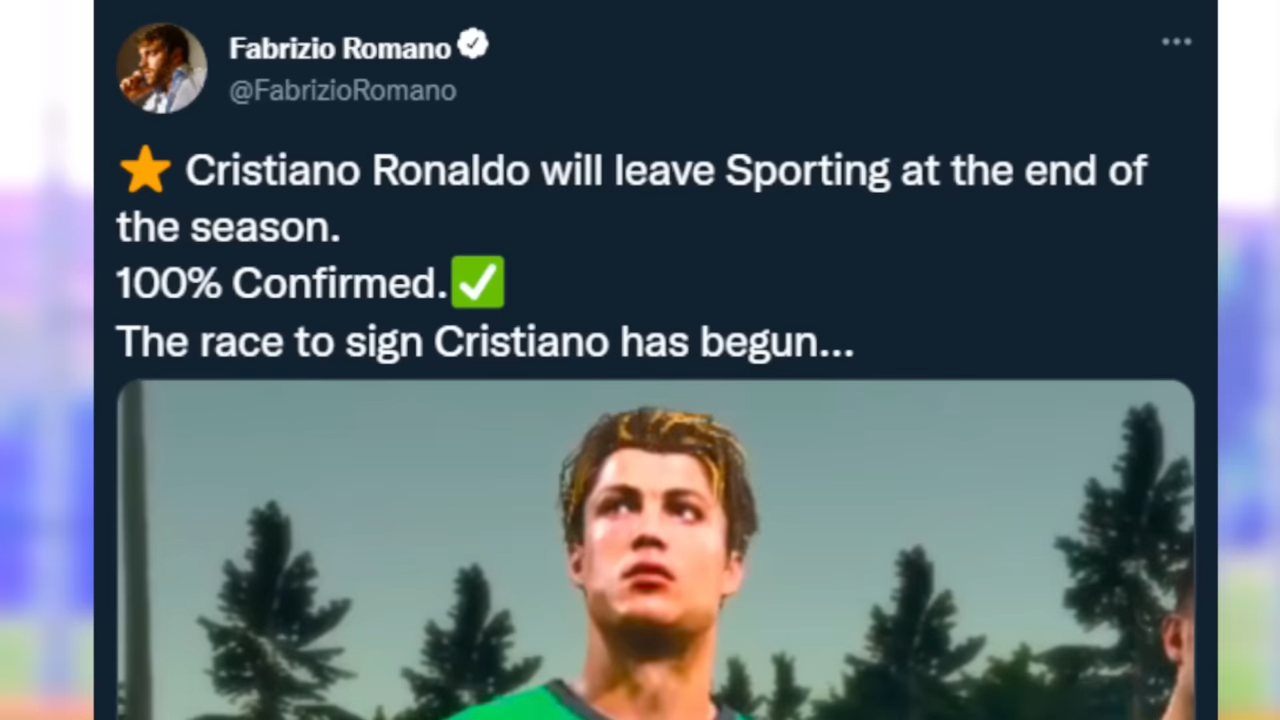 Fabrizio Romano
@FabrizioRomano
⭐ Cristiano Ronaldo will leave Sporting at the end of
the season.
100% Confirmed.✅
The race to sign Cristiano has begun...